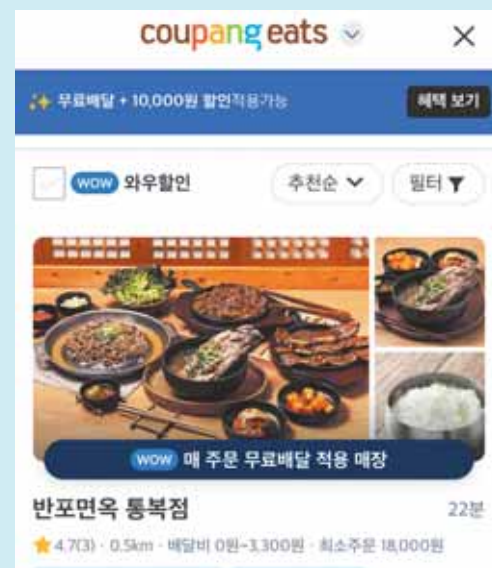 coupang eats
무료배달 + 10,000원 할인적용가능
혜택 보기
WOW 와우할인
추천순
필터
WOW 매 주문 무료배달 적용 매장
반포면옥 통복점
22분
4.7(3) · 0.5km · 배달비 0원~3,300원 · 최소주문 18,000원